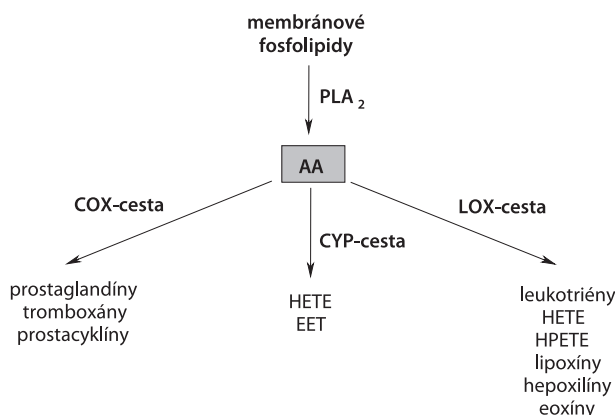 membránové
fosfolipidy
PLA 2
AA
COX-cesta
LOX-cesta
CYP-cesta
prostaglandíny
tromboxány
prostacyklíny
HETE
EET
leukotriény
HETE
HPETE
lipoxíny
hepoxilíny
eoxíny